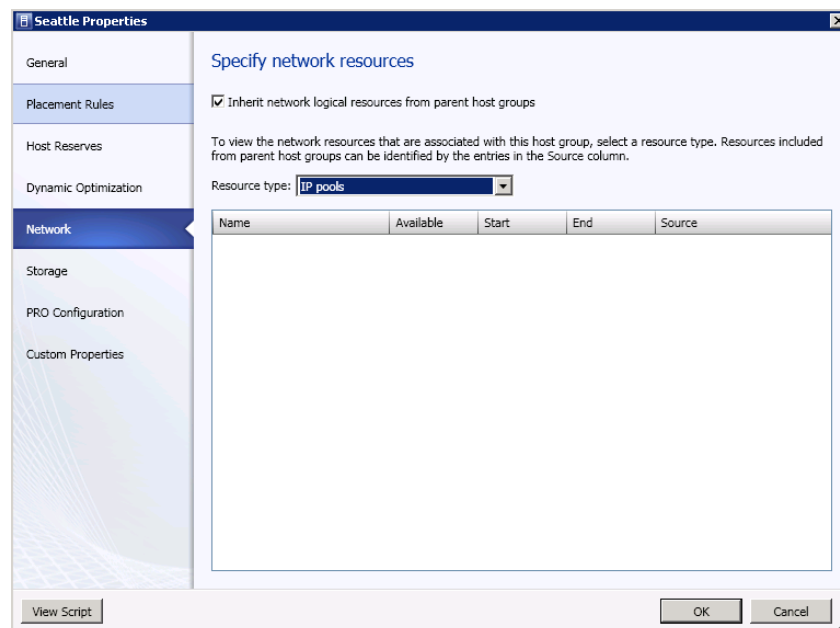 Seattle Properties
General
Placement Rules
Host Reserves
Dynamic Optimization
Network
Storage
PRO Configuration
Custom Properties
Specify network resources
Inherit network logical resources from parent host groups
To view the network resources that are associated with this host group, select a resource type. Resources included
from parent host groups can be identified by the entries in the Source column.
Resource type: IP pools
Name Available Start End Source
View Script OK Cancel